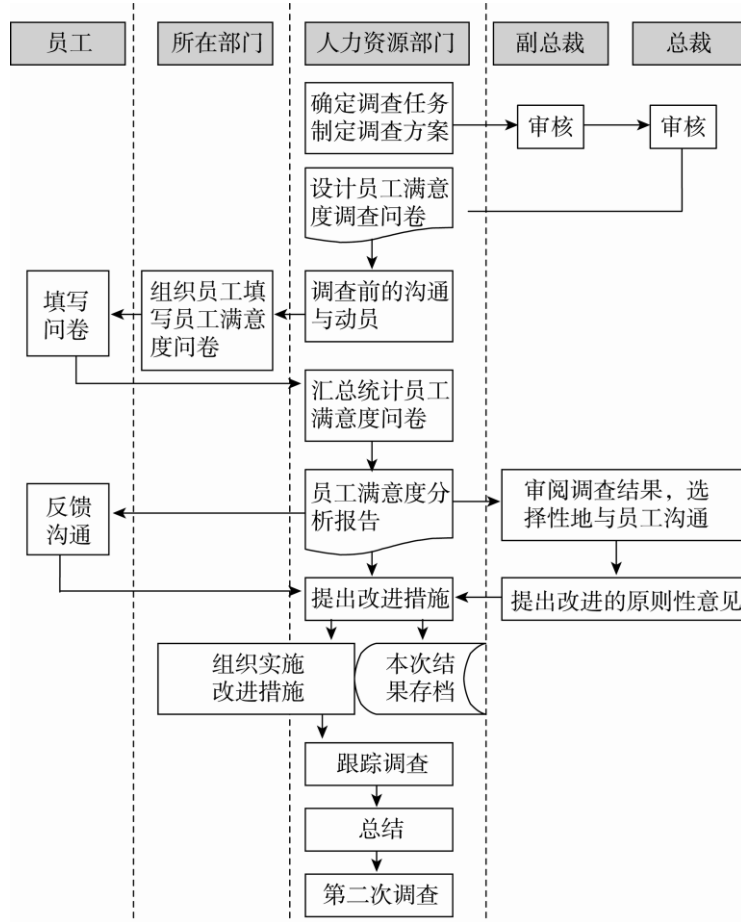 员工
所在部门
人力资源部门
副总裁
总裁
确定调查任务
制定调查方案
审核
审核
设计员工满意
度调查问卷
填写
问卷
组织员工填
写员工满意
度问卷
调查前的沟通
与动员
汇总统计员工
满意度问卷
反馈
沟通
员工满意度分
析报告
审阅调查结果，选
择性地与员工沟通
提出改进措施
提出改进的原则性意见
组织实施
改进措施
本次结
果存档
跟踪调查
总结
第二次调查